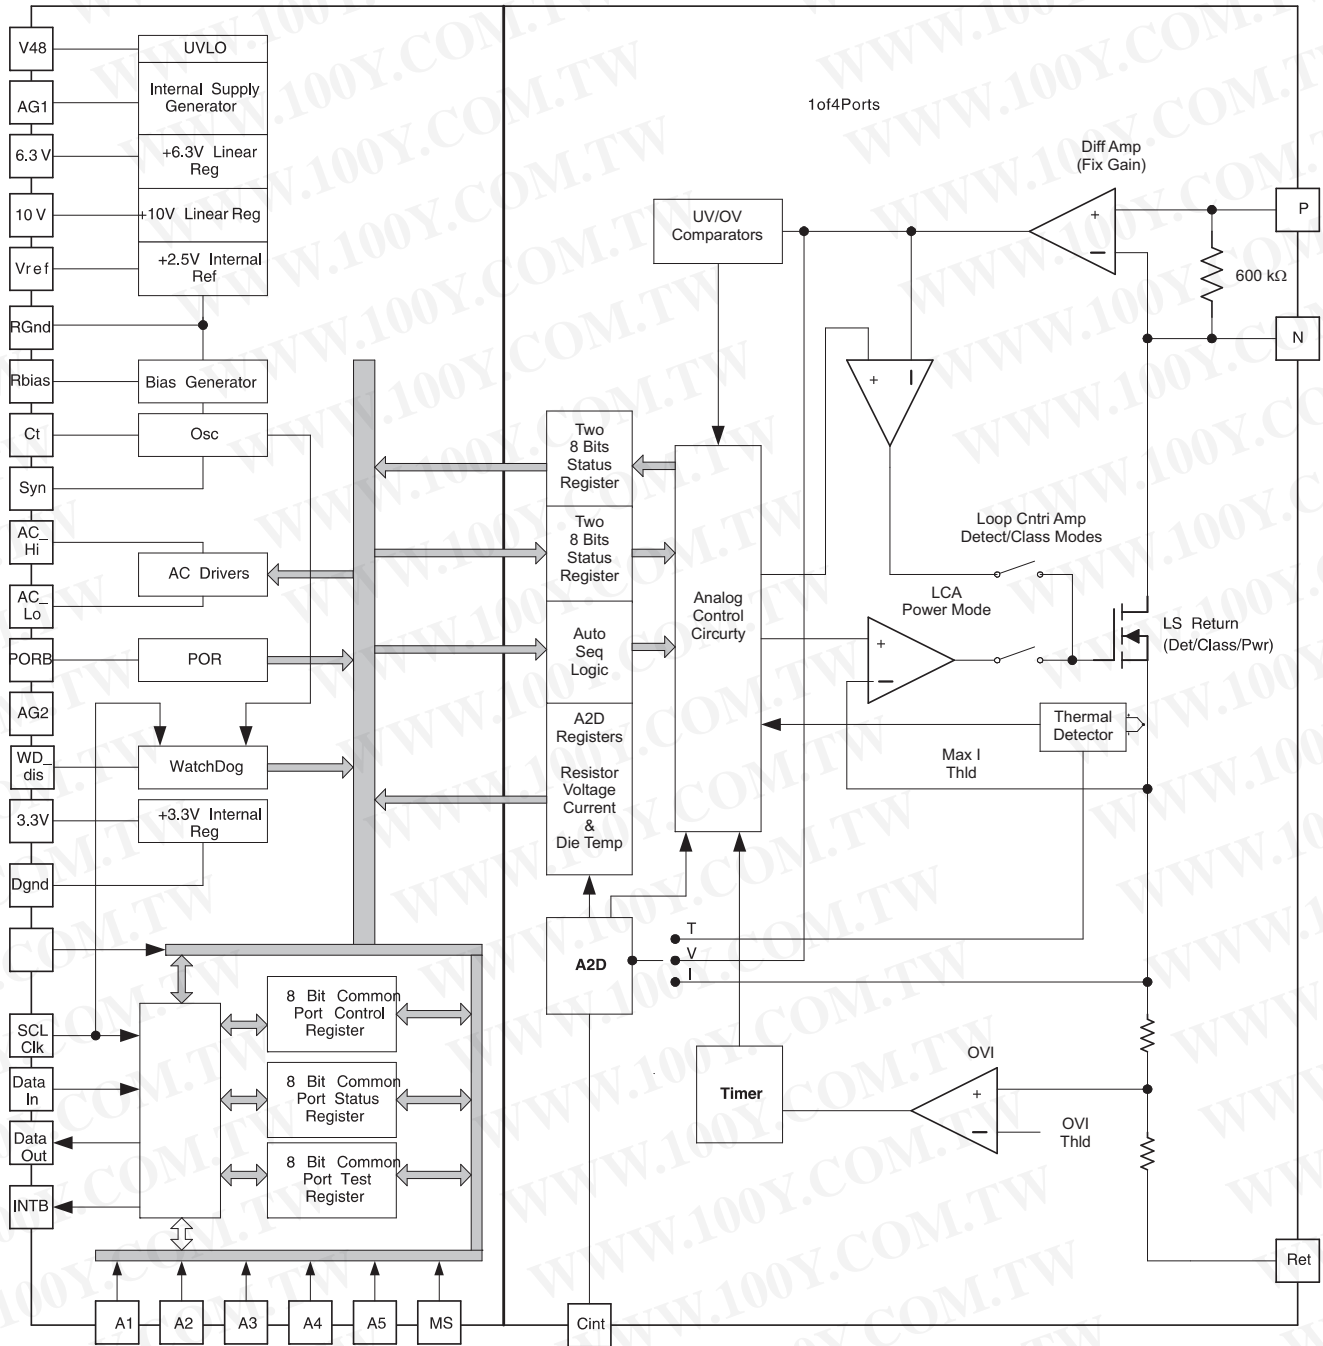 V48
AG1
6.3 V
10 V
Vref
RGnd
Rbias
Ct
Syn
AC_
Hi
AC_
Lo
PORB
AG2
WD_
dis
3.3V
Dgnd
SCL
Clk
Data
In
Data
Out
INTB
UVLO
Internal Supply
Generator
+6.3V Linear
Reg
+10V Linear Reg
+2.5V Internal
Ref
Bias Generator
Osc
AC Drivers
POR
WatchDog
+3.3V Internal
Reg
8 Bit Common
Port Control
Register
8 Bit Common
Port Status
Register
8 Bit Common
Port Test
Register
A1
A2
A3
A4
A5
MS
1of4Ports
UV/OV
Comparators
Diff Amp
(Fix Gain)
+
−
600 kΩ
P
N
Two
8 Bits
Status
Register
Two
8 Bits
Status
Register
Auto
Seq
Logic
A2D
Registers
Resistor
Voltage
Current
&
Die Temp
Analog
Control
Circurty
+
−
Loop Cntri Amp
Detect/Class Modes
LCA
Power Mode
+
−
LS Return
(Det/Class/Pwr)
Thermal
Detector
Max I
Thld
A2D
T
V
I
Timer
OVI
+
−
OVI
Thld
Ret
Cint
WWW.100Y.COM.TW